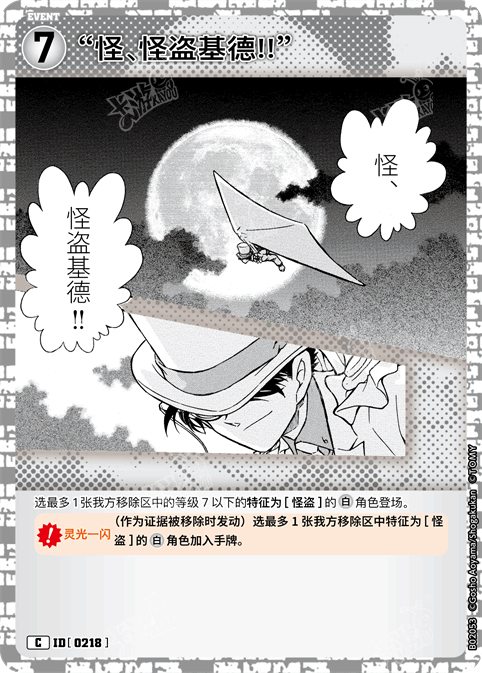 EVENT
7
“怪、怪盗基德!!”
怪、
怪盗基德!!
选最多1张我方移除区中的等级7以下的特征为[怪盗]的白角色登场。
灵光一闪 (作为证据被移除时发动) 选最多1张我方移除区中特征为[怪
盗]的白角色加入手牌。
C ID[0218]
B02053 ©Gosho Aoyama/Shogakukan ©TOMY